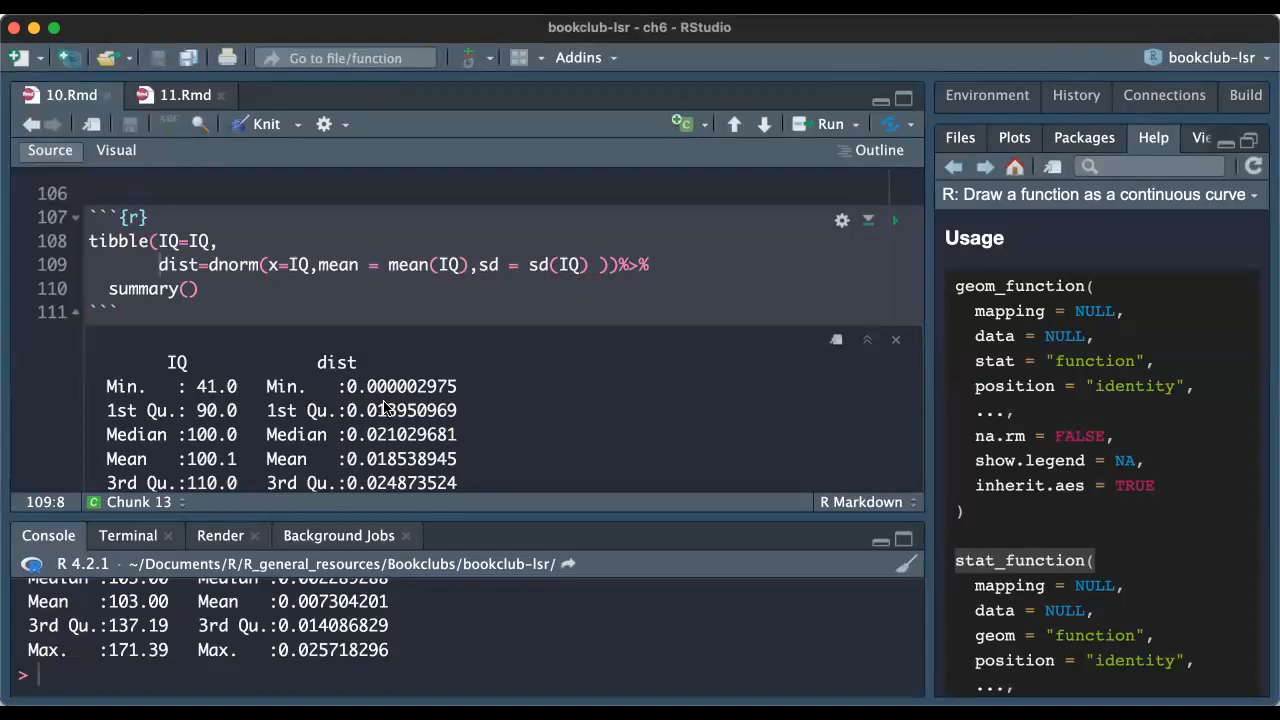 bookclub-lsr - ch6 - RStudio
Go to file/function
Addins
bookclub-lsr
10.Rmd
11.Rmd
Knit
Run
Source
Visual
Outline
106
107 ```{r}
108 tibble(IQ=IQ,
109 dist=dnorm(x=IQ,mean = mean(IQ),sd = sd(IQ) ))%>%
110 summary()
111 ```
IQ dist
Min. : 41.0 Min. :0.000002975
1st Qu.: 90.0 1st Qu.:0.013950969
Median :100.0 Median :0.021029681
Mean :100.1 Mean :0.018538945
3rd Qu.:110.0 3rd Qu.:0.024873524
109:8
Chunk 13
R Markdown
Console
Terminal
Render
Background Jobs
R 4.2.1 · ~/Documents/R/R_general_resources/Bookclubs/bookclub-lsr/
Mean :103.00 Mean :0.007304201
3rd Qu.:137.19 3rd Qu.:0.014086829
Max. :171.39 Max. :0.025718296
>
Environment
History
Connections
Build
Files
Plots
Packages
Help
R: Draw a function as a continuous curve
Usage
geom_function(
mapping = NULL,
data = NULL,
stat = "function",
position = "identity",
...,
na.rm = FALSE,
show.legend = NA,
inherit.aes = TRUE
)
stat_function(
mapping = NULL,
data = NULL,
geom = "function",
position = "identity",
...,